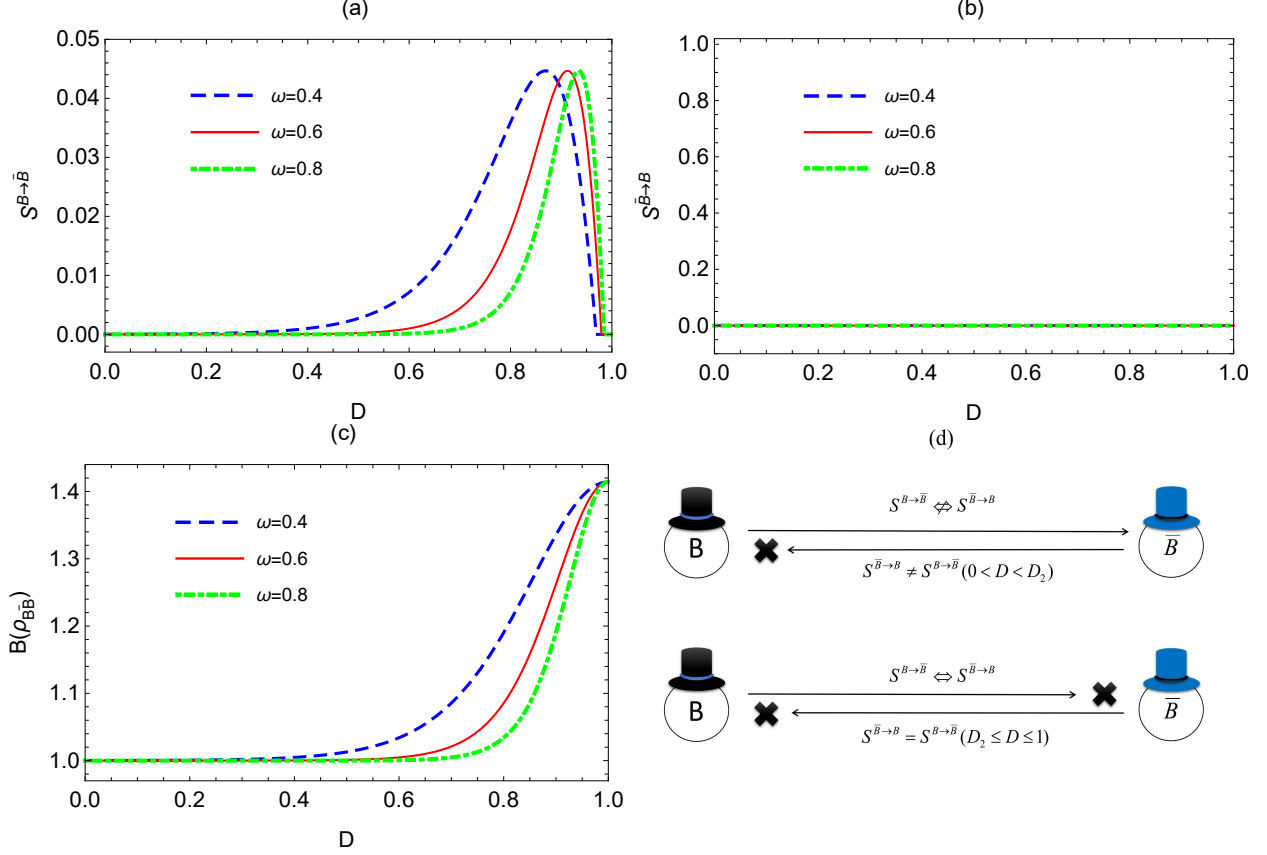 (a)
0.05
0.04
0.03
0.02
0.01
0.00
S^{B→B̄}
ω=0.4
ω=0.6
ω=0.8
0.0 0.2 0.4 0.6 0.8 1.0
D
(b)
1.0
0.8
0.6
0.4
0.2
0.0
S^{B̄→B}
ω=0.4
ω=0.6
ω=0.8
0.0 0.2 0.4 0.6 0.8 1.0
D
(c)
1.4
1.3
1.2
1.1
1.0
B(ρ_{BB̄})
ω=0.4
ω=0.6
ω=0.8
0.0 0.2 0.4 0.6 0.8 1.0
D
(d)
S^{B→B̄} ⇎ S^{B̄→B}
B B̄
S^{B̄→B} ≠ S^{B→B̄} (0 < D < D₂)
S^{B→B̄} ⇔ S^{B̄→B}
B B̄
S^{B̄→B} = S^{B→B̄} (D₂ ≤ D ≤ 1)